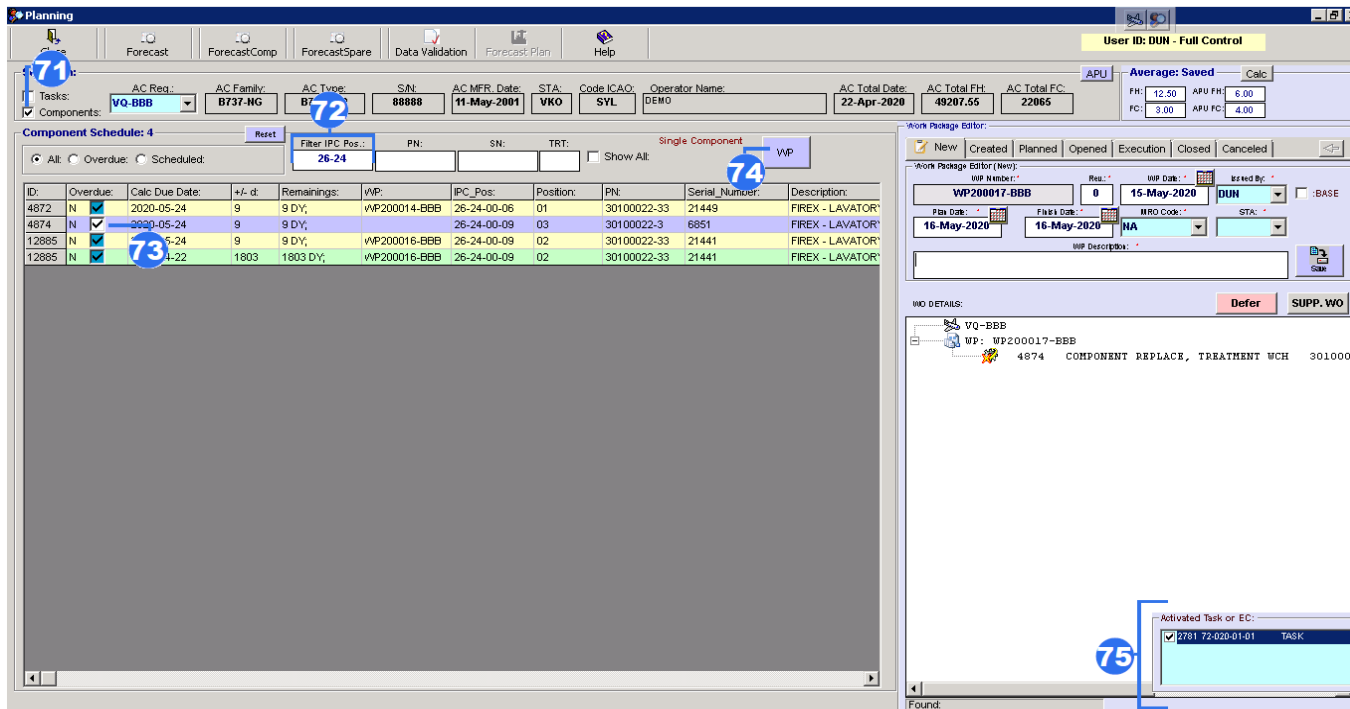 Planning
Forecast ForecastComp ForecastSpare Data Validation Forecast Plan Help
User ID: DUN - Full Control
71
Tasks:
Components:
AC Reg.: AC Family: AC Type: S/N: AC MFR. Date: STA: Code ICAO: Operator Name: AC Total Date: AC Total FH: AC Total FC:
VQ-BBB B737-NG 88888 11-May-2001 VKO SYL DEMO 22-Apr-2020 49207.55 22065
APU
Average: Saved Calc
FH: 12.50 APU FH: 6.00
FC: 3.00 APU FC: 4.00
72
Component Schedule: 4 Reset
All: Overdue: Scheduled:
Filter IPC Pos.: PN: SN: TRT:
26-24
Show All:
Single Component
74
WP
ID: Overdue: Calc Due Date: +/- d: Remainings: WP: IPC_Pos: Position: PN: Serial_Number: Description:
4872 N 2020-05-24 9 9 DY; WP200014-BBB 26-24-00-06 01 30100022-33 21449 FIREX - LAVATORY
4874 N 2020-05-24 9 9 DY; 26-24-00-09 03 30100022-3 6851 FIREX - LAVATORY
12885 N 5-24 9 9 DY; WP200016-BBB 26-24-00-09 02 30100022-33 21441 FIREX - LAVATORY
12885 N 4-22 1803 1803 DY; WP200016-BBB 26-24-00-09 02 30100022-33 21441 FIREX - LAVATORY
73
Work Package Editor:
New Created Planned Opened Execution Closed Canceled
Work Package Editor (New):
WP Number: * Rev.: * WP Date: * Issued By: *
WP200017-BBB 0 15-May-2020 DUN :BASE
Plan Date: * Finish Date: * MRO Code: * STA: *
16-May-2020 16-May-2020 NA
WP Description: *
Save
WO DETAILS: Defer SUPP. WO
VQ-BBB
WP: WP200017-BBB
4874 COMPONENT REPLACE, TREATMENT WCH 301000
75
Activated Task or EC:
2781 72-020-01-01 TASK
Found: